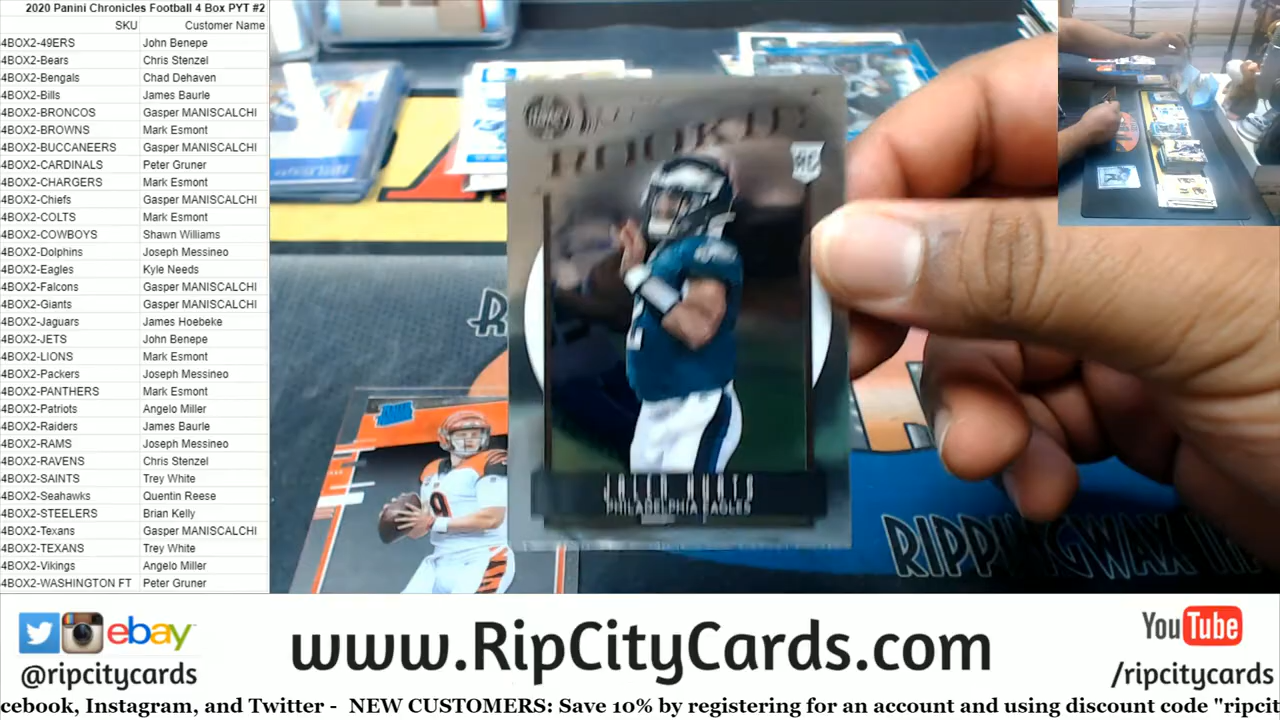 2020 Panini Chronicles Football 4 Box PYT #2
SKU Customer Name
4BOX2-49ERS John Benepe
4BOX2-Bears Chris Stenzel
4BOX2-Bengals Chad Dehaven
4BOX2-Bills James Baurle
4BOX2-BRONCOS Gasper MANISCALCHI
4BOX2-BROWNS Mark Esmont
4BOX2-BUCCANEERS Gasper MANISCALCHI
4BOX2-CARDINALS Peter Gruner
4BOX2-CHARGERS Mark Esmont
4BOX2-Chiefs Gasper MANISCALCHI
4BOX2-COLTS Mark Esmont
4BOX2-COWBOYS Shawn Williams
4BOX2-Dolphins Joseph Messineo
4BOX2-Eagles Kyle Needs
4BOX2-Falcons Gasper MANISCALCHI
4BOX2-Giants Gasper MANISCALCHI
4BOX2-Jaguars James Hoebeke
4BOX2-JETS John Benepe
4BOX2-LIONS Mark Esmont
4BOX2-Packers Joseph Messineo
4BOX2-PANTHERS Mark Esmont
4BOX2-Patriots Angelo Miller
4BOX2-Raiders James Baurle
4BOX2-RAMS Joseph Messineo
4BOX2-RAVENS Chris Stenzel
4BOX2-SAINTS Trey White
4BOX2-Seahawks Quentin Reese
4BOX2-STEELERS Brian Kelly
4BOX2-Texans Gasper MANISCALCHI
4BOX2-TEXANS Trey White
4BOX2-Vikings Angelo Miller
4BOX2-WASHINGTON FT Peter Gruner
ROOKIE
RC
2
JALEN HURTS
PHILADELPHIA EAGLES
9
RIPPINGWAX
ebay
@ripcitycards
www.RipCityCards.com
YouTube
/ripcitycards
cebook, Instagram, and Twitter - NEW CUSTOMERS: Save 10% by registering for an account and using discount code "ripcit